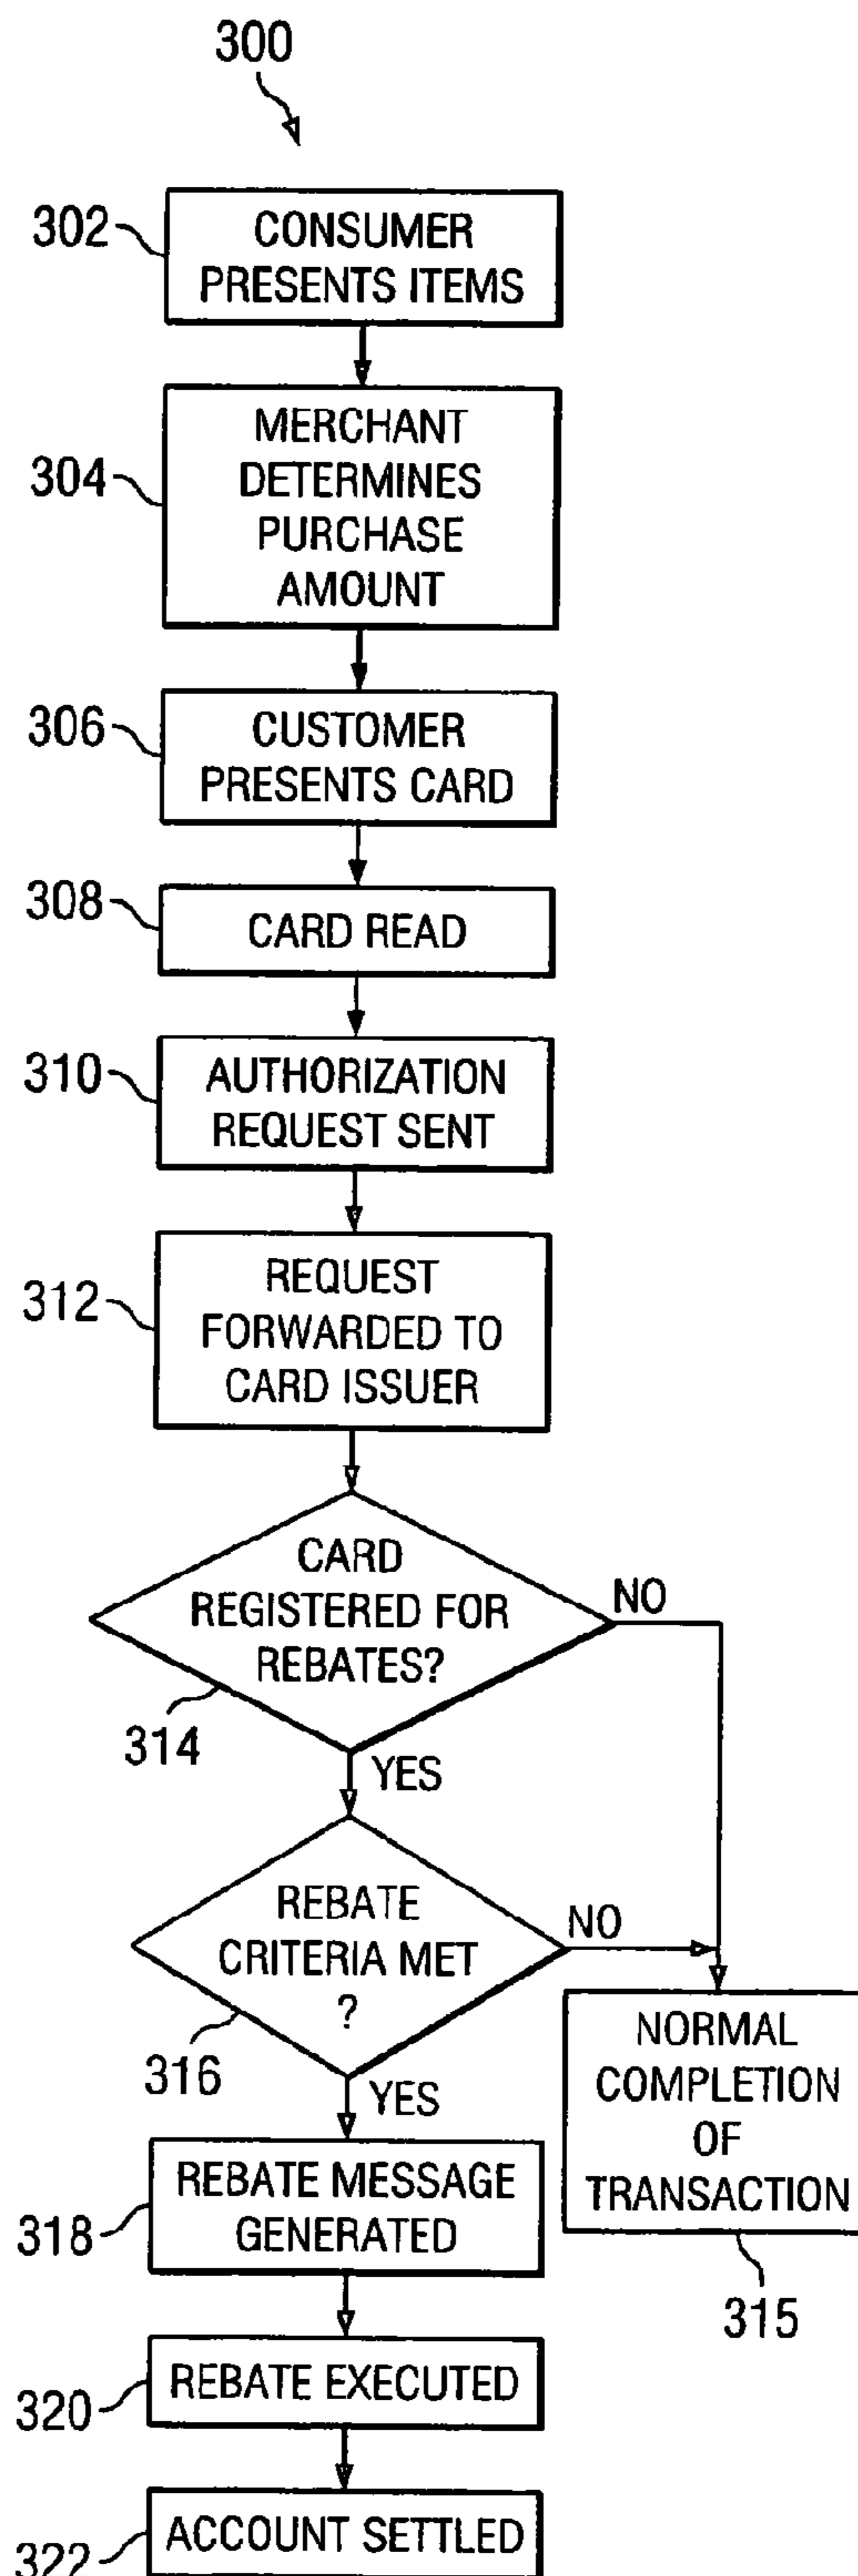 300
302
CONSUMER
PRESENTS ITEMS
304
MERCHANT
DETERMINES
PURCHASE
AMOUNT
306
CUSTOMER
PRESENTS CARD
308
CARD READ
310
AUTHORIZATION
REQUEST SENT
312
REQUEST
FORWARDED TO
CARD ISSUER
CARD
REGISTERED FOR
REBATES?
NO
314
YES
REBATE
CRITERIA MET
?
NO
316
YES
NORMAL
COMPLETION
OF
TRANSACTION
315
318
REBATE MESSAGE
GENERATED
320
REBATE EXECUTED
322
ACCOUNT SETTLED